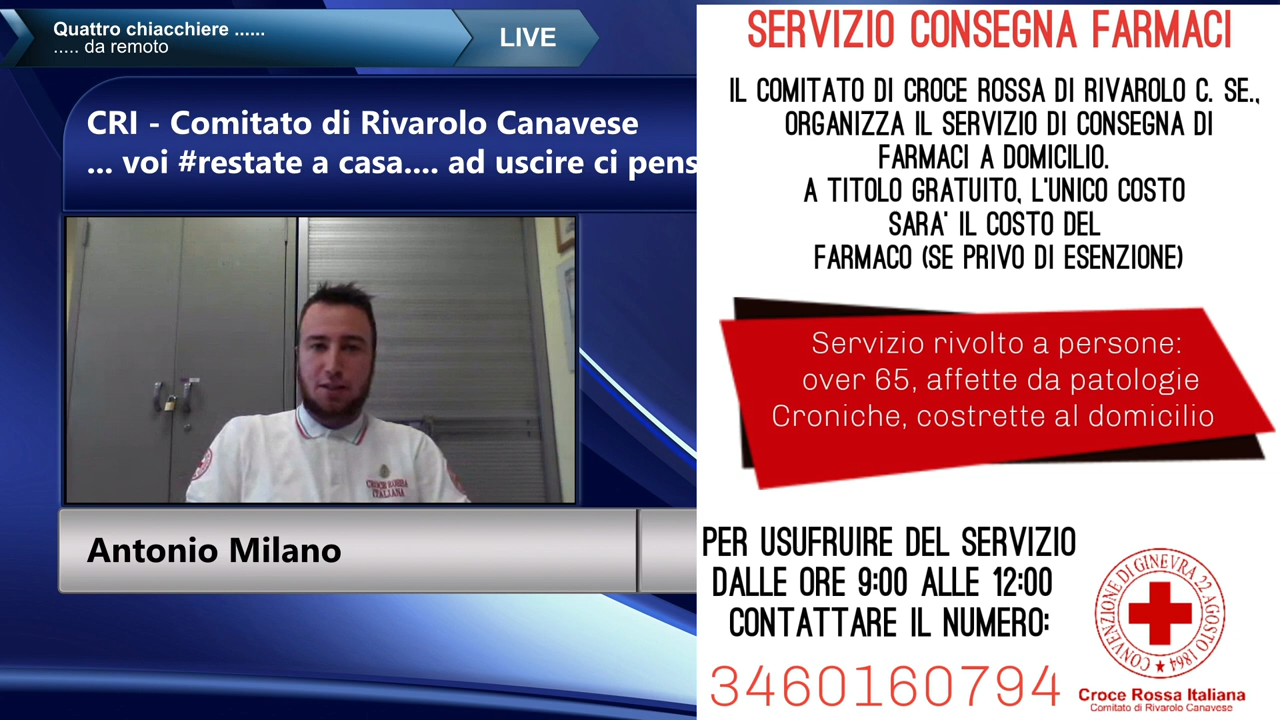 Quattro chiacchiere ......
..... da remoto
LIVE
CRI - Comitato di Rivarolo Canavese
... voi #restate a casa.... ad uscire ci pens
CROCE ROSSA
ITALIANA
Antonio Milano
SERVIZIO CONSEGNA FARMACI
IL COMITATO DI CROCE ROSSA DI RIVAROLO C. SE.,
ORGANIZZA IL SERVIZIO DI CONSEGNA DI
FARMACI A DOMICILIO.
A TITOLO GRATUITO, L'UNICO COSTO
SARA' IL COSTO DEL
FARMACO (SE PRIVO DI ESENZIONE)
Servizio rivolto a persone:
over 65, affette da patologie
Croniche, costrette al domicilio
PER USUFRUIRE DEL SERVIZIO
DALLE ORE 9:00 ALLE 12:00
CONTATTARE IL NUMERO:
3460160794
CONVENZIONE DI GINEVRA 22 AGOSTO 1864
Croce Rossa Italiana
Comitato di Rivarolo Canavese